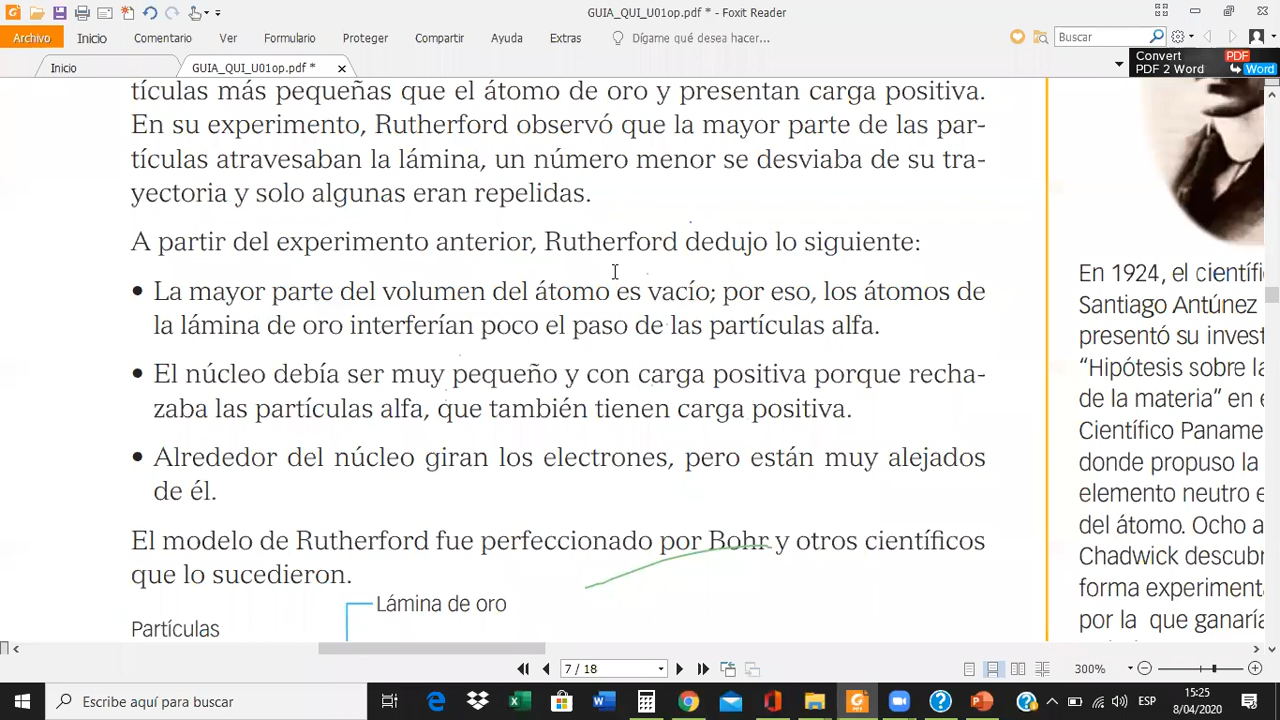 GUIA_QUI_U01op.pdf * - Foxit Reader
Archivo Inicio Comentario Ver Formulario Proteger Compartir Ayuda Extras Dígame qué desea hacer... Buscar
Inicio GUIA_QUI_U01op.pdf *
Convert PDF
PDF 2 Word Word
tículas más pequeñas que el átomo de oro y presentan carga positiva.
En su experimento, Rutherford observó que la mayor parte de las par-
tículas atravesaban la lámina, un número menor se desviaba de su tra-
yectoria y solo algunas eran repelidas.
A partir del experimento anterior, Rutherford dedujo lo siguiente:
• La mayor parte del volumen del átomo es vacío; por eso, los átomos de
la lámina de oro interferían poco el paso de las partículas alfa.
• El núcleo debía ser muy pequeño y con carga positiva porque recha-
zaba las partículas alfa, que también tienen carga positiva.
• Alrededor del núcleo giran los electrones, pero están muy alejados
de él.
El modelo de Rutherford fue perfeccionado por Bohr y otros científicos
que lo sucedieron.
Lámina de oro
Partículas
En 1924, el científi
Santiago Antúnez
presentó su invest
"Hipótesis sobre la
de la materia" en e
Científico Paname
donde propuso la
elemento neutro e
del átomo. Ocho a
Chadwick descub
forma experiment
por la que ganaría
7 / 18 300%
Escribe aquí para buscar
ESP
15:25
8/04/2020